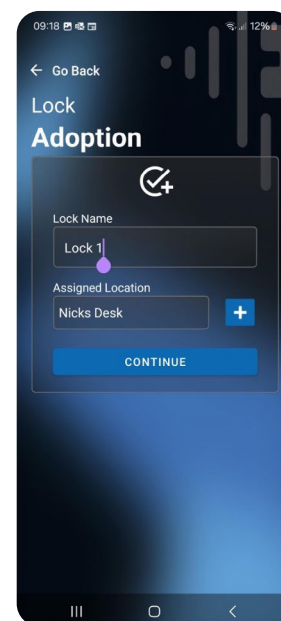 09:18 12%
Go Back
Lock
Adoption
Lock Name
Lock 1
Assigned Location
Nicks Desk
CONTINUE